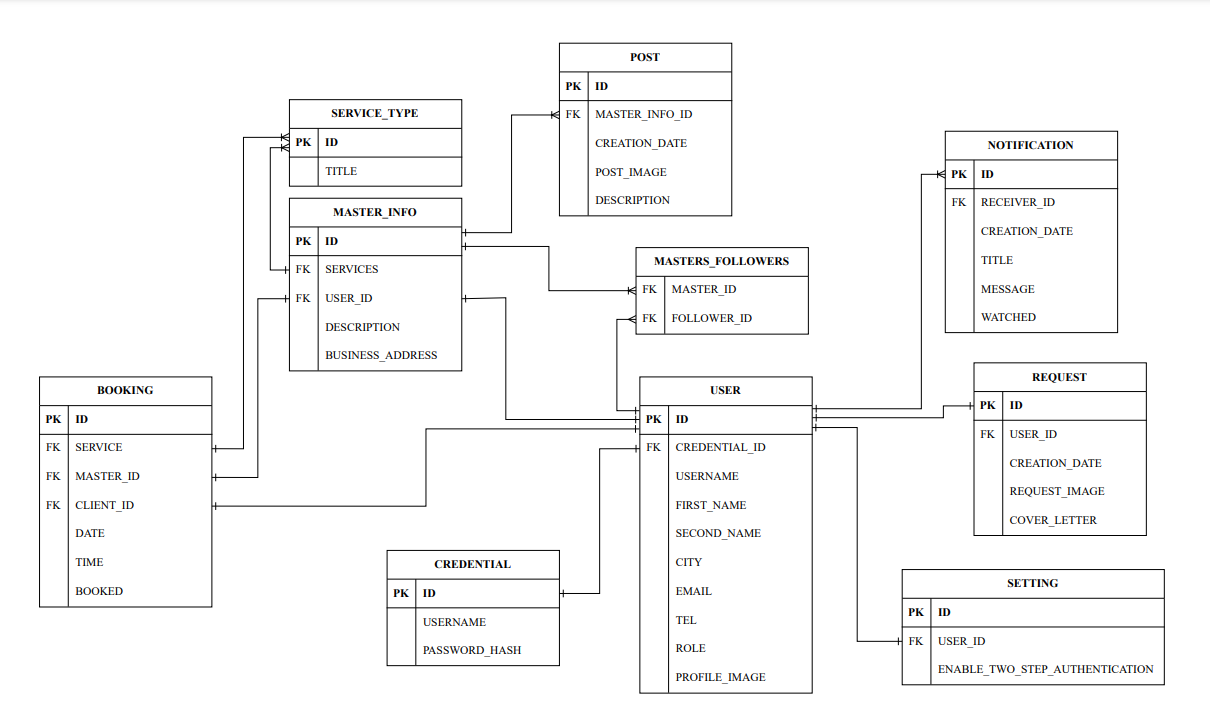 POST
PK ID
FK MASTER_INFO_ID
CREATION_DATE
POST_IMAGE
DESCRIPTION
SERVICE_TYPE
PK ID
TITLE
MASTER_INFO
PK ID
FK SERVICES
FK USER_ID
DESCRIPTION
BUSINESS_ADDRESS
NOTIFICATION
PK ID
FK RECEIVER_ID
CREATION_DATE
TITLE
MESSAGE
WATCHED
MASTERS_FOLLOWERS
FK MASTER_ID
FK FOLLOWER_ID
BOOKING
PK ID
FK SERVICE
FK MASTER_ID
FK CLIENT_ID
DATE
TIME
BOOKED
USER
PK ID
FK CREDENTIAL_ID
USERNAME
FIRST_NAME
SECOND_NAME
CITY
EMAIL
TEL
ROLE
PROFILE_IMAGE
REQUEST
PK ID
FK USER_ID
CREATION_DATE
REQUEST_IMAGE
COVER_LETTER
CREDENTIAL
PK ID
USERNAME
PASSWORD_HASH
SETTING
PK ID
FK USER_ID
ENABLE_TWO_STEP_AUTHENTICATION